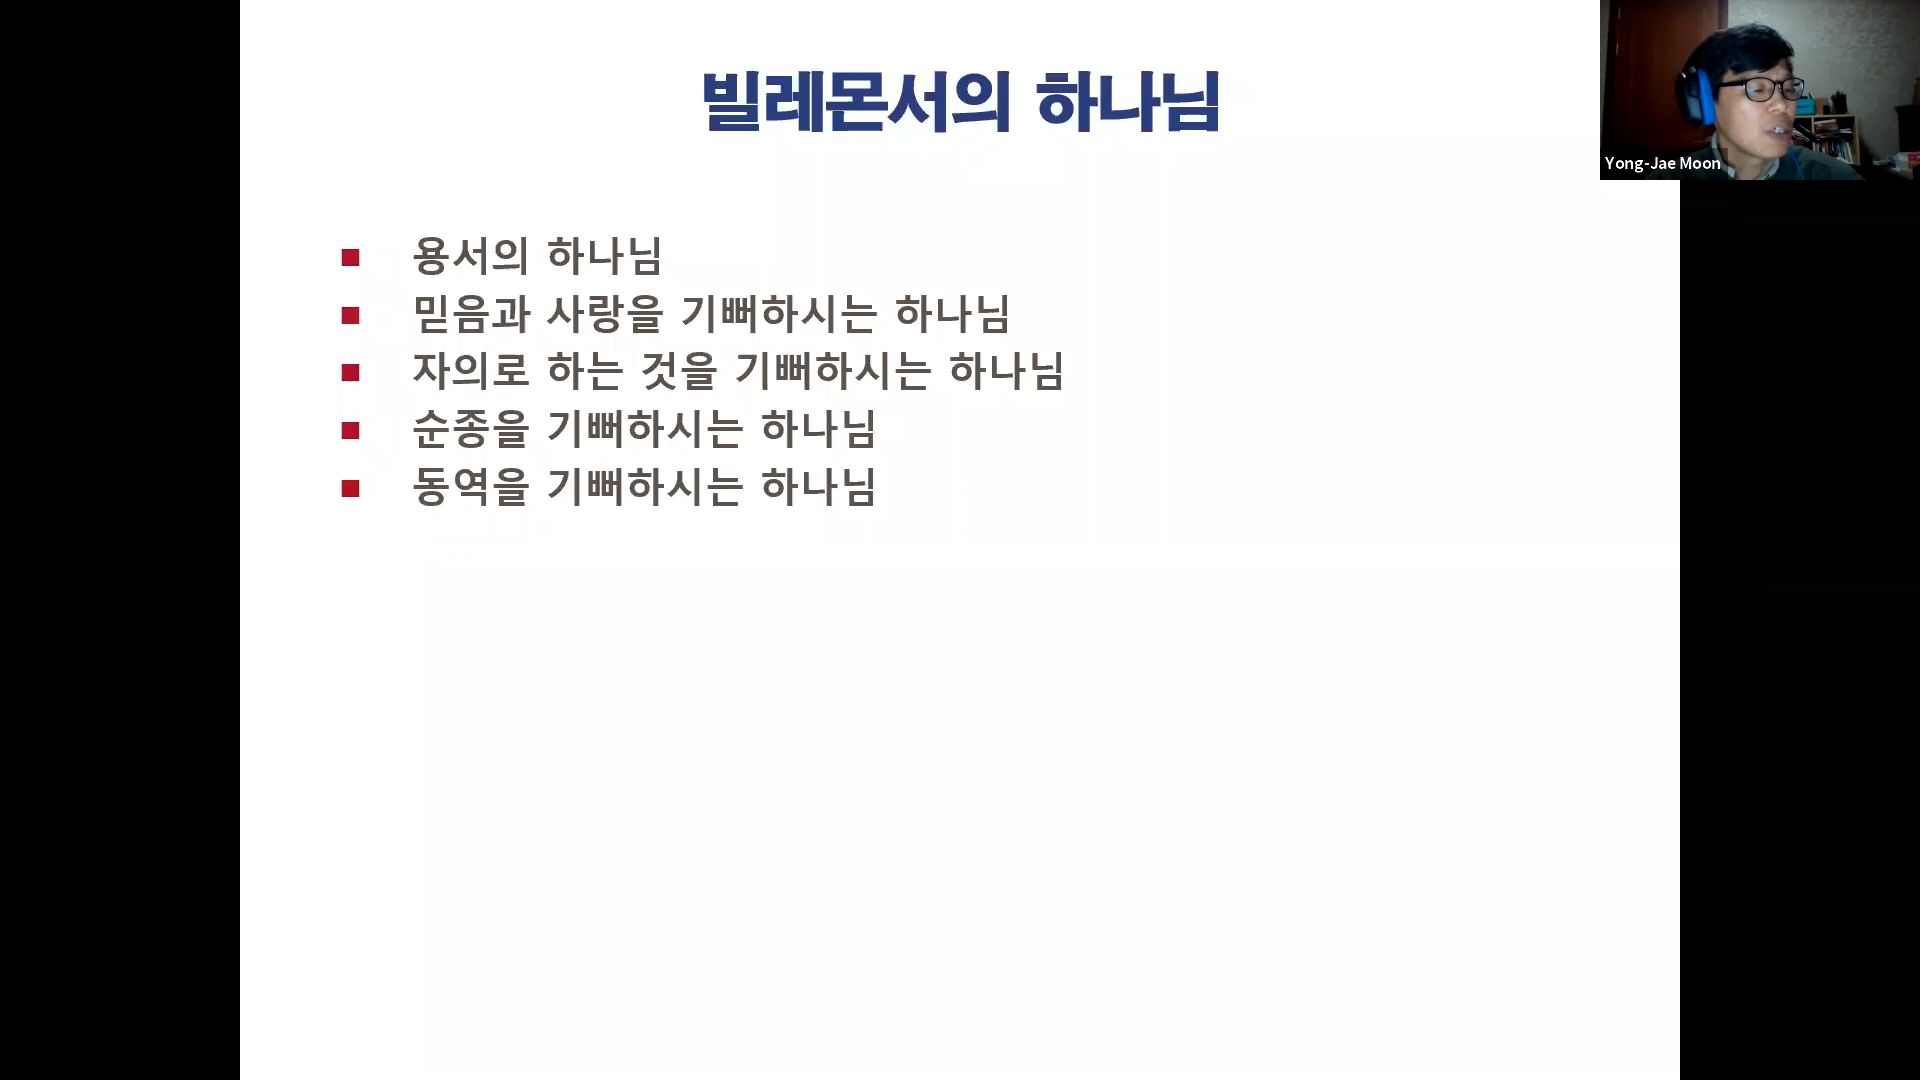 빌레몬서의 하나님
Yong-Jae Moon
용서의 하나님
믿음과 사랑을 기뻐하시는 하나님
자의로 하는 것을 기뻐하시는 하나님
순종을 기뻐하시는 하나님
동역을 기뻐하시는 하나님